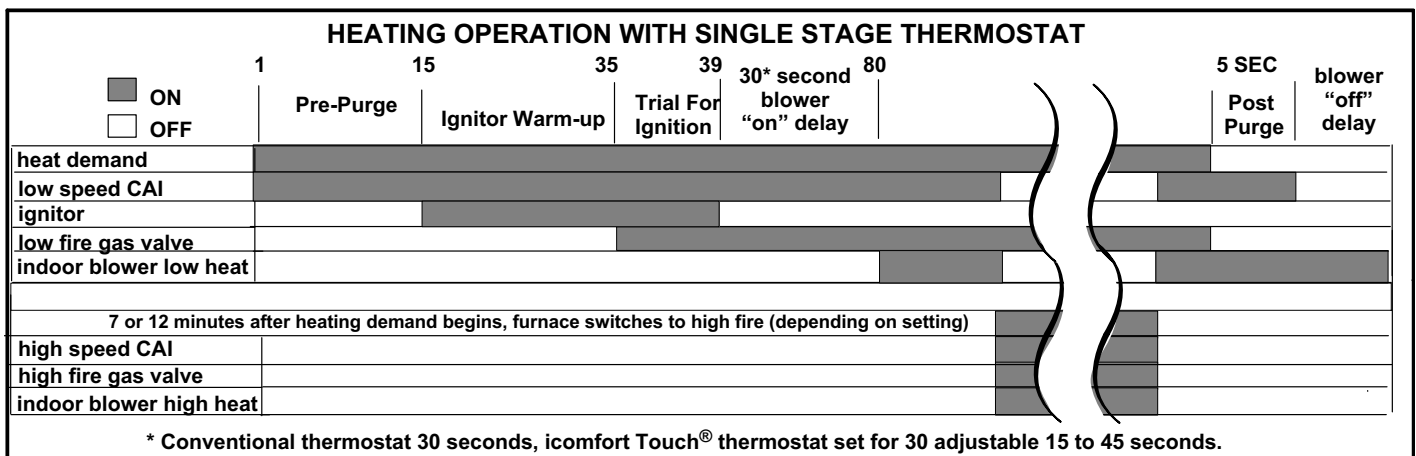 HEATING OPERATION WITH SINGLE STAGE THERMOSTAT
1 15 35 39 80 5 SEC
ON
OFF
Pre-Purge
Ignitor Warm-up
Trial For
Ignition
30* second
blower
“on” delay
Post
Purge
blower
“off”
delay
heat demand
low speed CAI
ignitor
low fire gas valve
indoor blower low heat
7 or 12 minutes after heating demand begins, furnace switches to high fire (depending on setting)
high speed CAI
high fire gas valve
indoor blower high heat
* Conventional thermostat 30 seconds, icomfort Touch® thermostat set for 30 adjustable 15 to 45 seconds.